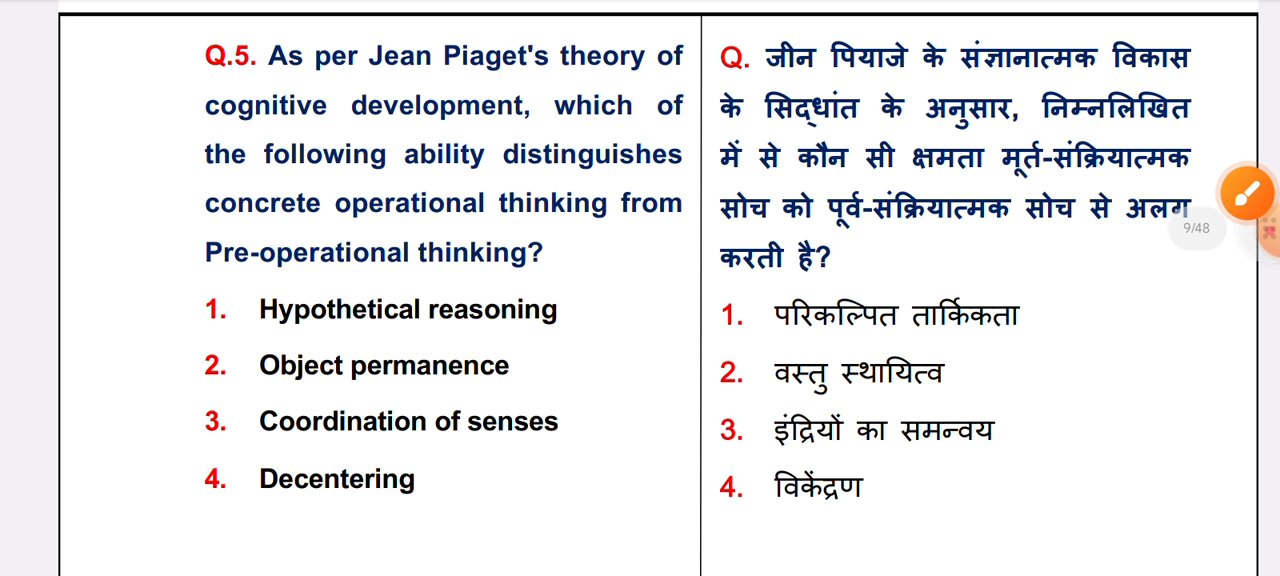 Q.5. As per Jean Piaget's theory of
cognitive development, which of
the following ability distinguishes
concrete operational thinking from
Pre-operational thinking?
1. Hypothetical reasoning
2. Object permanence
3. Coordination of senses
4. Decentering
Q. जीन पियाजे के संज्ञानात्मक विकास
के सिद्धांत के अनुसार, निम्नलिखित
में से कौन सी क्षमता मूर्त-संक्रियात्मक
सोच को पूर्व-संक्रियात्मक सोच से अलग
करती है?
1. परिकल्पित तार्किकता
2. वस्तु स्थायित्व
3. इंद्रियों का समन्वय
4. विकेंद्रण
9/48